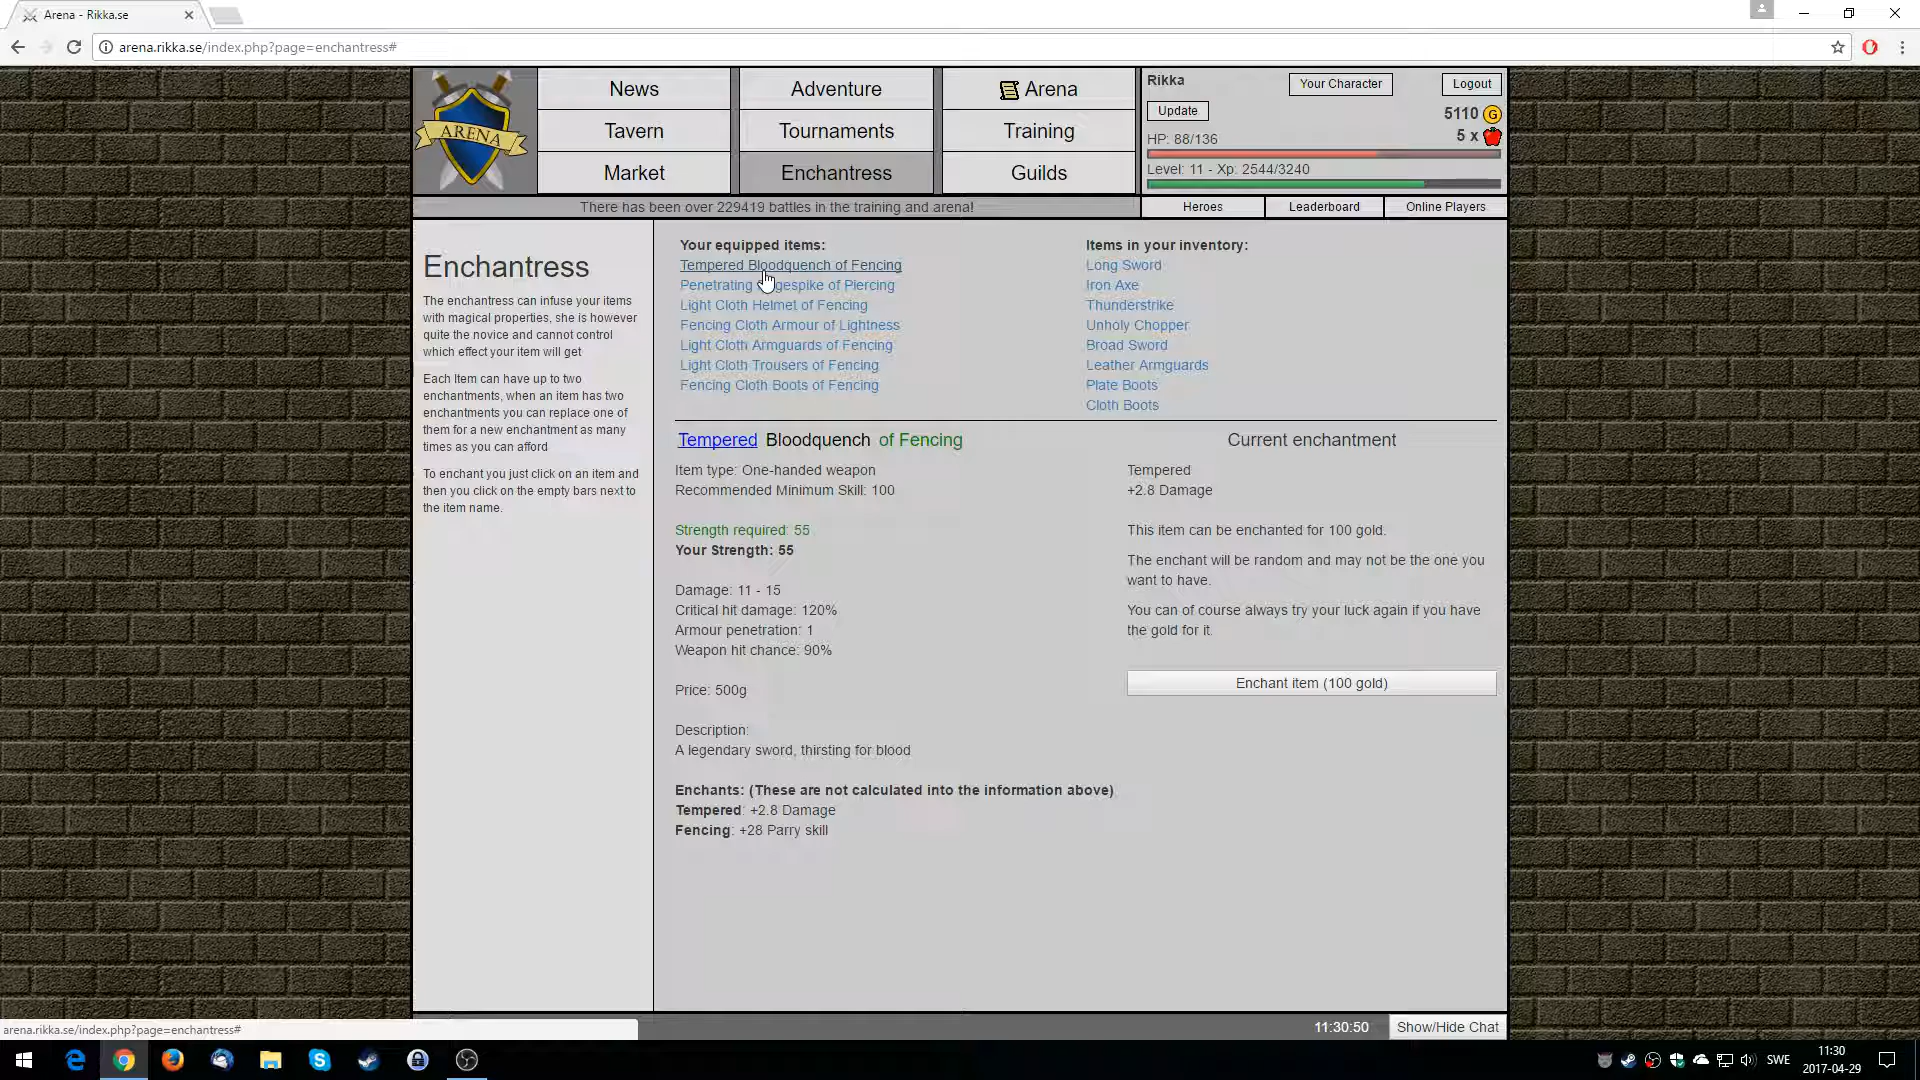 Arena - Rikka.se
arena.rikka.se/index.php?page=enchantress#
ARENA
News
Adventure
Arena
Tavern
Tournaments
Training
Market
Enchantress
Guilds
Rikka
Your Character
Logout
Update
5110 G
5 x
HP: 88/136
Level: 11 - Xp: 2544/3240
There has been over 229419 battles in the training and arena!
Heroes
Leaderboard
Online Players
Enchantress
The enchantress can infuse your items
with magical properties, she is however
quite the novice and cannot control
which effect your item will get
Each Item can have up to two
enchantments, when an item has two
enchantments you can replace one of
them for a new enchantment as many
times as you can afford
To enchant you just click on an item and
then you click on the empty bars next to
the item name.
Your equipped items:
Tempered Bloodquench of Fencing
Penetrating gespike of Piercing
Light Cloth Helmet of Fencing
Fencing Cloth Armour of Lightness
Light Cloth Armguards of Fencing
Light Cloth Trousers of Fencing
Fencing Cloth Boots of Fencing
Items in your inventory:
Long Sword
Iron Axe
Thunderstrike
Unholy Chopper
Broad Sword
Leather Armguards
Plate Boots
Cloth Boots
Tempered Bloodquench of Fencing
Item type: One-handed weapon
Recommended Minimum Skill: 100
Strength required: 55
Your Strength: 55
Damage: 11 - 15
Critical hit damage: 120%
Armour penetration: 1
Weapon hit chance: 90%
Price: 500g
Description:
A legendary sword, thirsting for blood
Enchants: (These are not calculated into the information above)
Tempered: +2.8 Damage
Fencing: +28 Parry skill
Current enchantment
Tempered
+2.8 Damage
This item can be enchanted for 100 gold.
The enchant will be random and may not be the one you
want to have.
You can of course always try your luck again if you have
the gold for it.
Enchant item (100 gold)
arena.rikka.se/index.php?page=enchantress#
11:30:50
Show/Hide Chat
SWE
11:30
2017-04-29